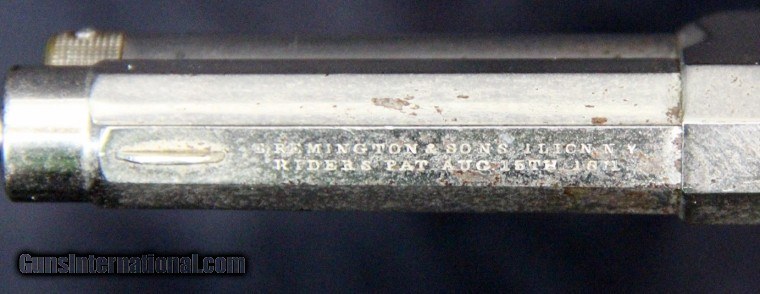 E REMINGTON & SONS ILION N Y
RIDERS PAT. AUG 15TH 1871
GunsInternational.com